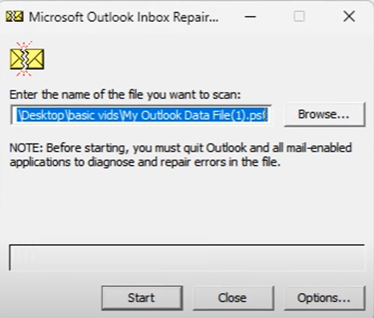 Microsoft Outlook Inbox Repair...
Enter the name of the file you want to scan:
\Desktop\basic vids\My Outlook Data File(1).pst
Browse...
NOTE: Before starting, you must quit Outlook and all mail-enabled
applications to diagnose and repair errors in the file.
Start
Close
Options...